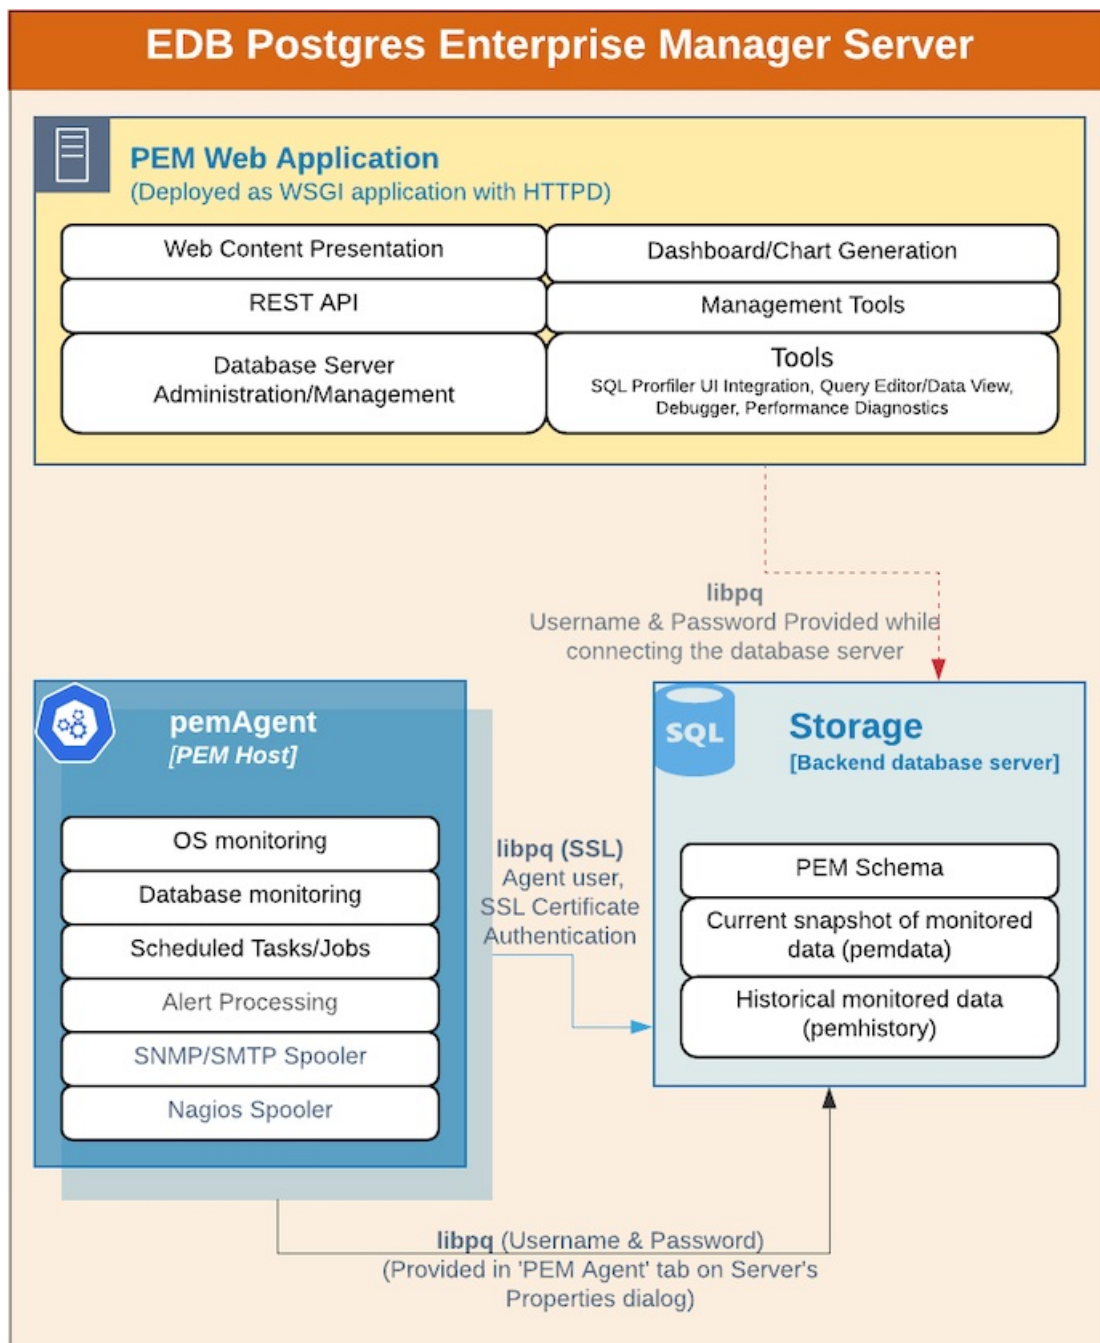 EDB Postgres Enterprise Manager Server
PEM Web Application
(Deployed as WSGI application with HTTPD)
Web Content Presentation
Dashboard/Chart Generation
REST API
Management Tools
Database Server
Administration/Management
Tools
SQL Prorfiler UI Integration, Query Editor/Data View,
Debugger, Performance Diagnostics
libpq
Username & Password Provided while
connecting the database server
pemAgent
[PEM Host]
OS monitoring
Database monitoring
Scheduled Tasks/Jobs
Alert Processing
SNMP/SMTP Spooler
Nagios Spooler
libpq (SSL)
Agent user,
SSL Certificate
Authentication
SQL
Storage
[Backend database server]
PEM Schema
Current snapshot of monitored
data (pemdata)
Historical monitored data
(pemhistory)
libpq (Username & Password)
(Provided in 'PEM Agent' tab on Server's
Properties dialog)